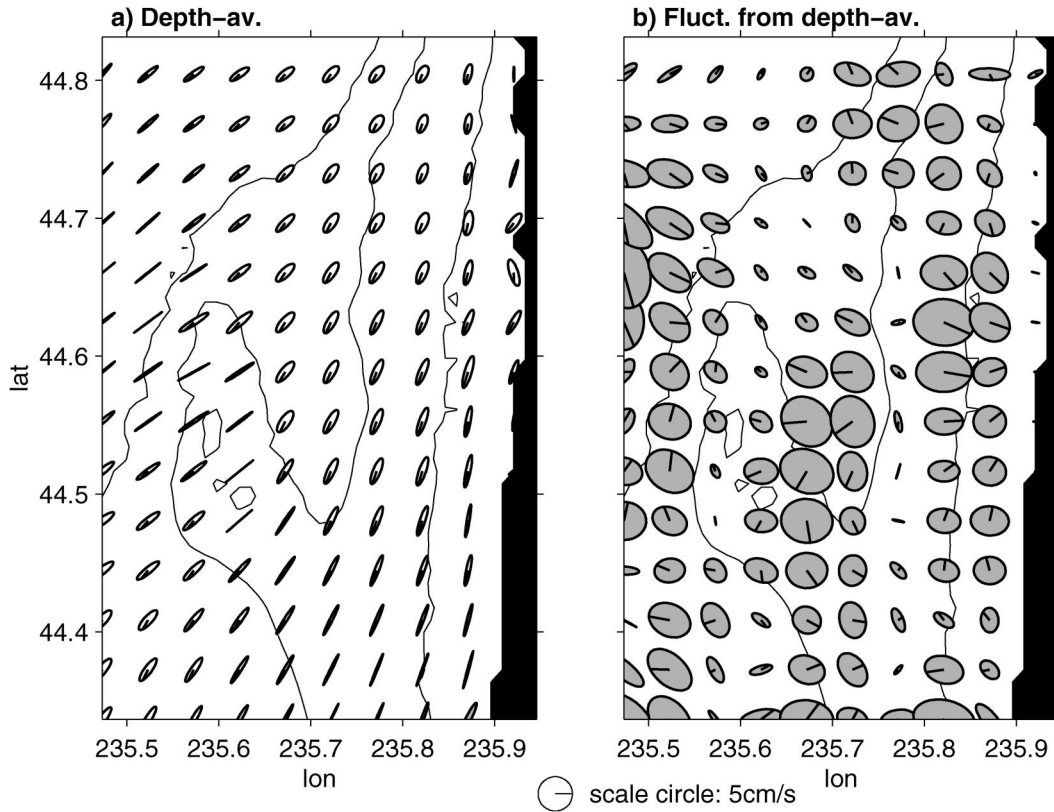 a) Depth–av.
b) Fluct. from depth–av.
44.8
44.7
44.6
44.5
44.4
lat
235.5 235.6 235.7 235.8 235.9
235.5 235.6 235.7 235.8 235.9
lon
lon
scale circle: 5cm/s